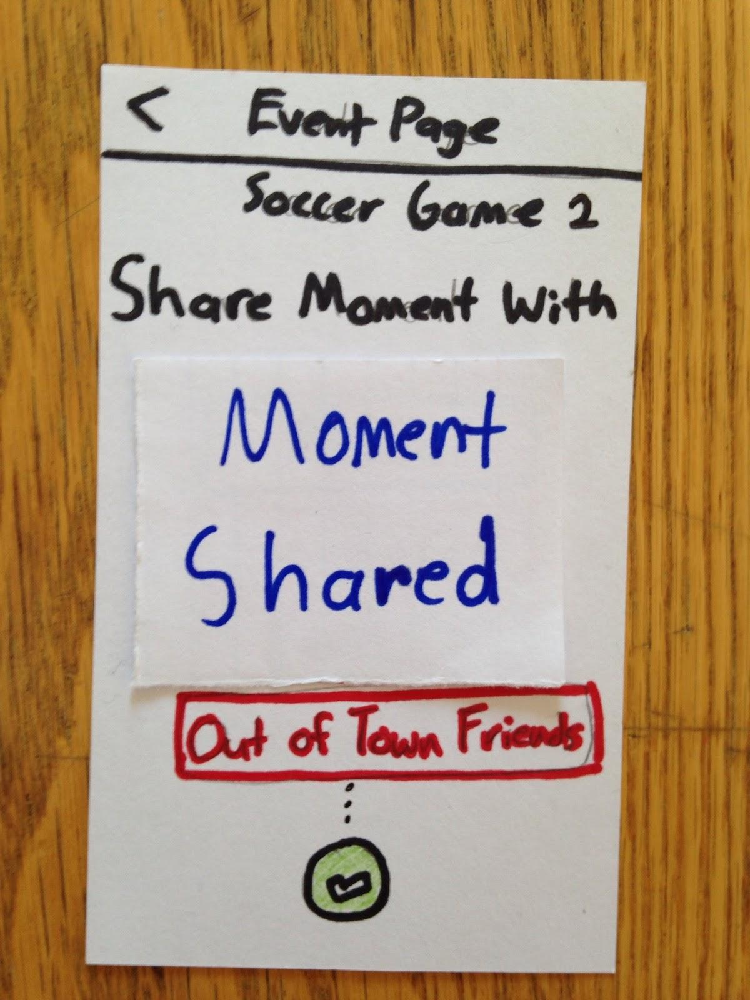 < Event Page
Soccer Game 2
Share Moment With
Moment
Shared
Out of Town Friends